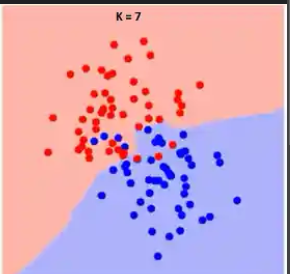 K = 7